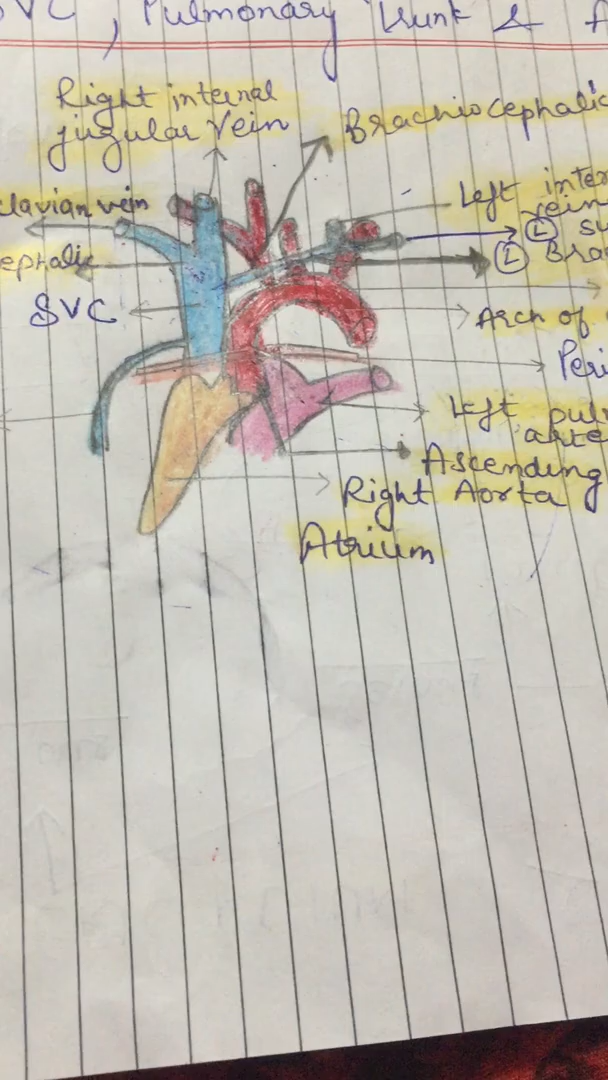 SVC, Pulmonary trunk & A
Right internal
jugular Vein
Brachiocephalic
clavian vein
Left inter
vein
(L) su
(L) Bra
ephalic
SVC
Arch of
Peri
Left pul
arte
Ascending
Aorta
Right
Atrium